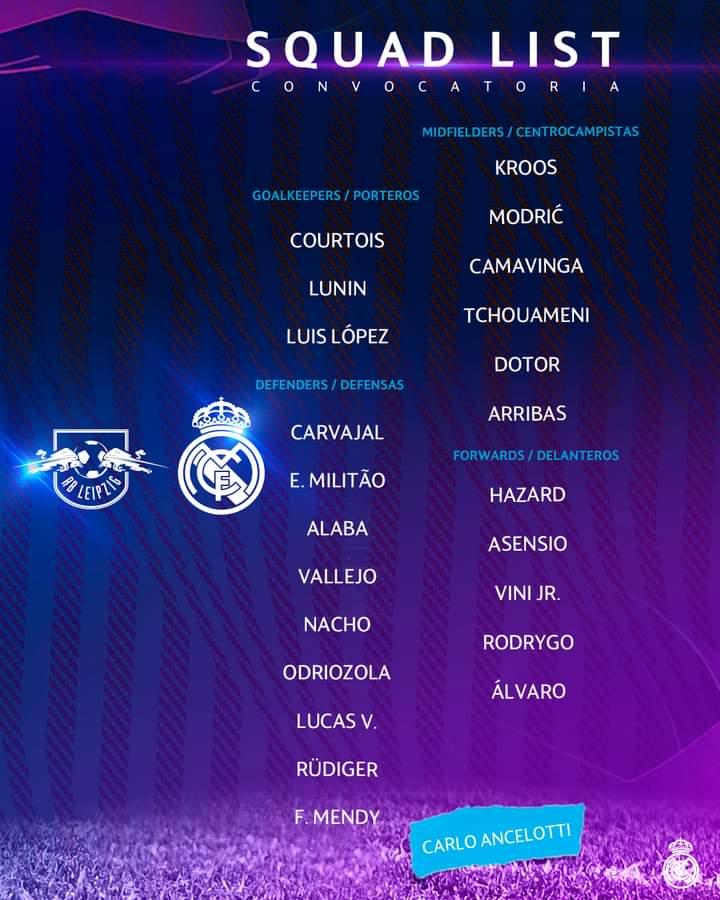 SQUAD LIST
CONVOCATORIA
GOALKEEPERS / PORTEROS
COURTOIS
LUNIN
LUIS LÓPEZ
DEFENDERS / DEFENSAS
CARVAJAL
E. MILITÃO
ALABA
VALLEJO
NACHO
ODRIOZOLA
LUCAS V.
RÜDIGER
F. MENDY
MIDFIELDERS / CENTROCAMPISTAS
KROOS
MODRIĆ
CAMAVINGA
TCHOUAMENI
DOTOR
ARRIBAS
FORWARDS / DELANTEROS
HAZARD
ASENSIO
VINI JR.
RODRYGO
ÁLVARO
CARLO ANCELOTTI
RB LEIPZIG